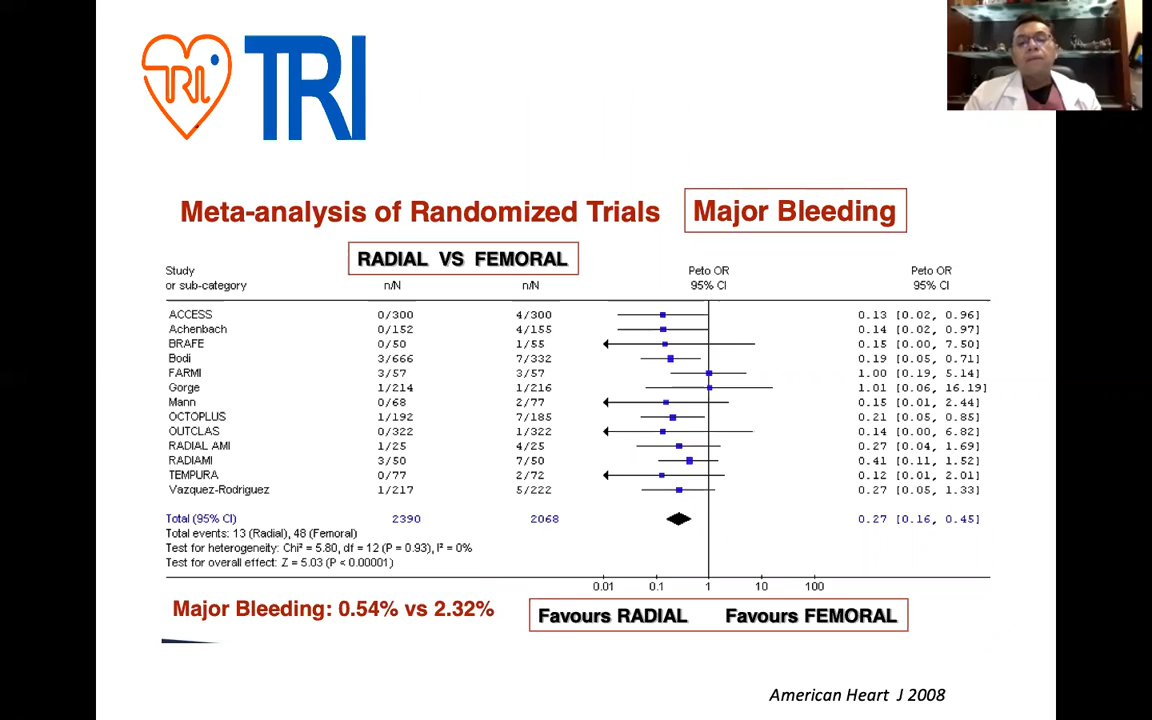 TRI TRI
Meta-analysis of Randomized Trials Major Bleeding
RADIAL VS FEMORAL
Study Peto OR Peto OR
or sub-category n/N n/N 95% CI 95% CI
ACCESS 0/300 4/300 0.13 [0.02, 0.96]
Achenbach 0/152 4/155 0.14 [0.02, 0.97]
BRAFE 0/50 1/55 0.15 [0.00, 7.50]
Bodi 3/666 7/332 0.19 [0.05, 0.71]
FARMI 3/57 3/57 1.00 [0.19, 5.14]
Gorge 1/214 1/216 1.01 [0.06, 16.19]
Mann 0/68 2/77 0.15 [0.01, 2.44]
OCTOPLUS 1/192 7/185 0.21 [0.05, 0.85]
OUTCLAS 0/322 1/322 0.14 [0.00, 6.82]
RADIAL AMI 1/25 4/25 0.27 [0.04, 1.69]
RADIAMI 3/50 7/50 0.41 [0.11, 1.52]
TEMPURA 0/77 2/72 0.12 [0.01, 2.01]
Vazquez-Rodriguez 1/217 5/222 0.27 [0.05, 1.33]
Total (95% CI) 2390 2068 0.27 [0.16, 0.45]
Total events: 13 (Radial), 48 (Femoral)
Test for heterogeneity: Chi² = 5.80, df = 12 (P = 0.93), I² = 0%
Test for overall effect: Z = 5.03 (P < 0.00001)
0.01 0.1 1 10 100
Major Bleeding: 0.54% vs 2.32% Favours RADIAL Favours FEMORAL
American Heart J 2008